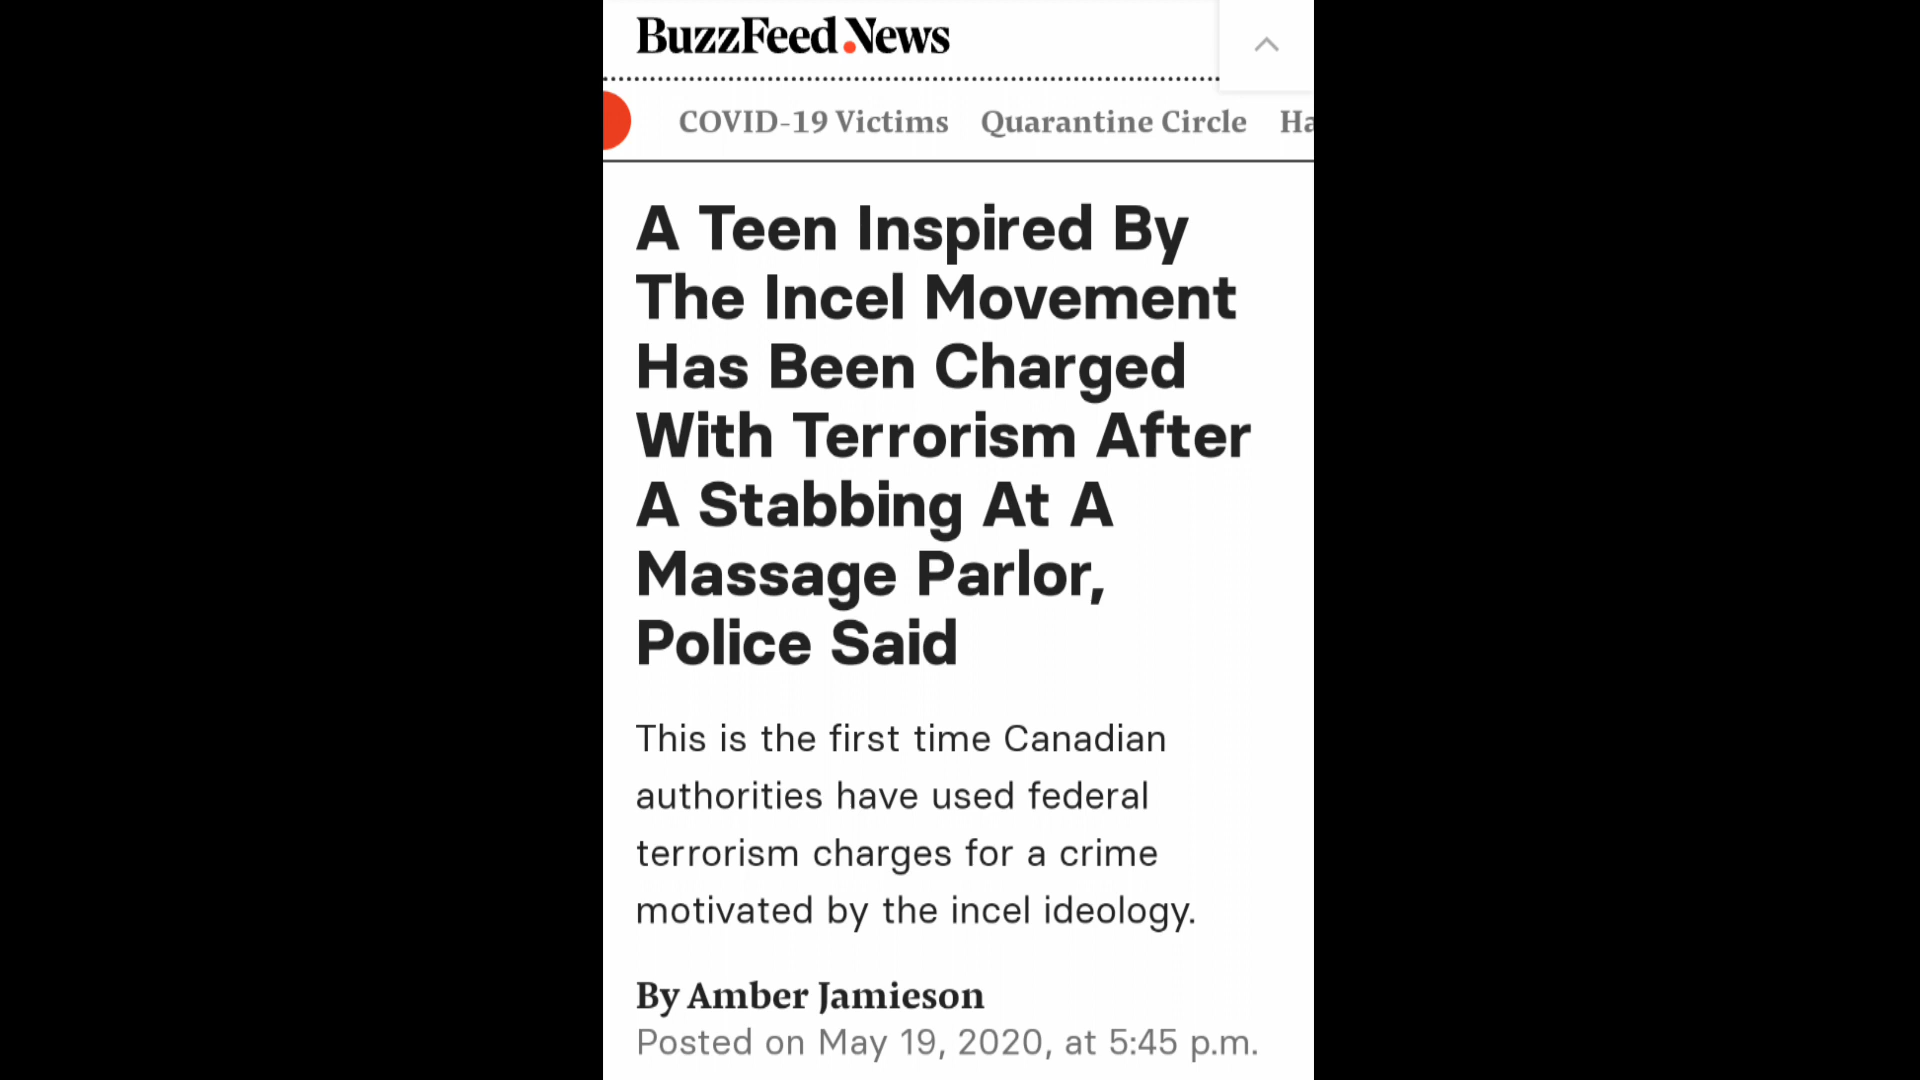 BuzzFeed News
COVID-19 Victims Quarantine Circle
A Teen Inspired By
The Incel Movement
Has Been Charged
With Terrorism After
A Stabbing At A
Massage Parlor,
Police Said
This is the first time Canadian
authorities have used federal
terrorism charges for a crime
motivated by the incel ideology.
By Amber Jamieson
Posted on May 19, 2020, at 5:45 p.m.